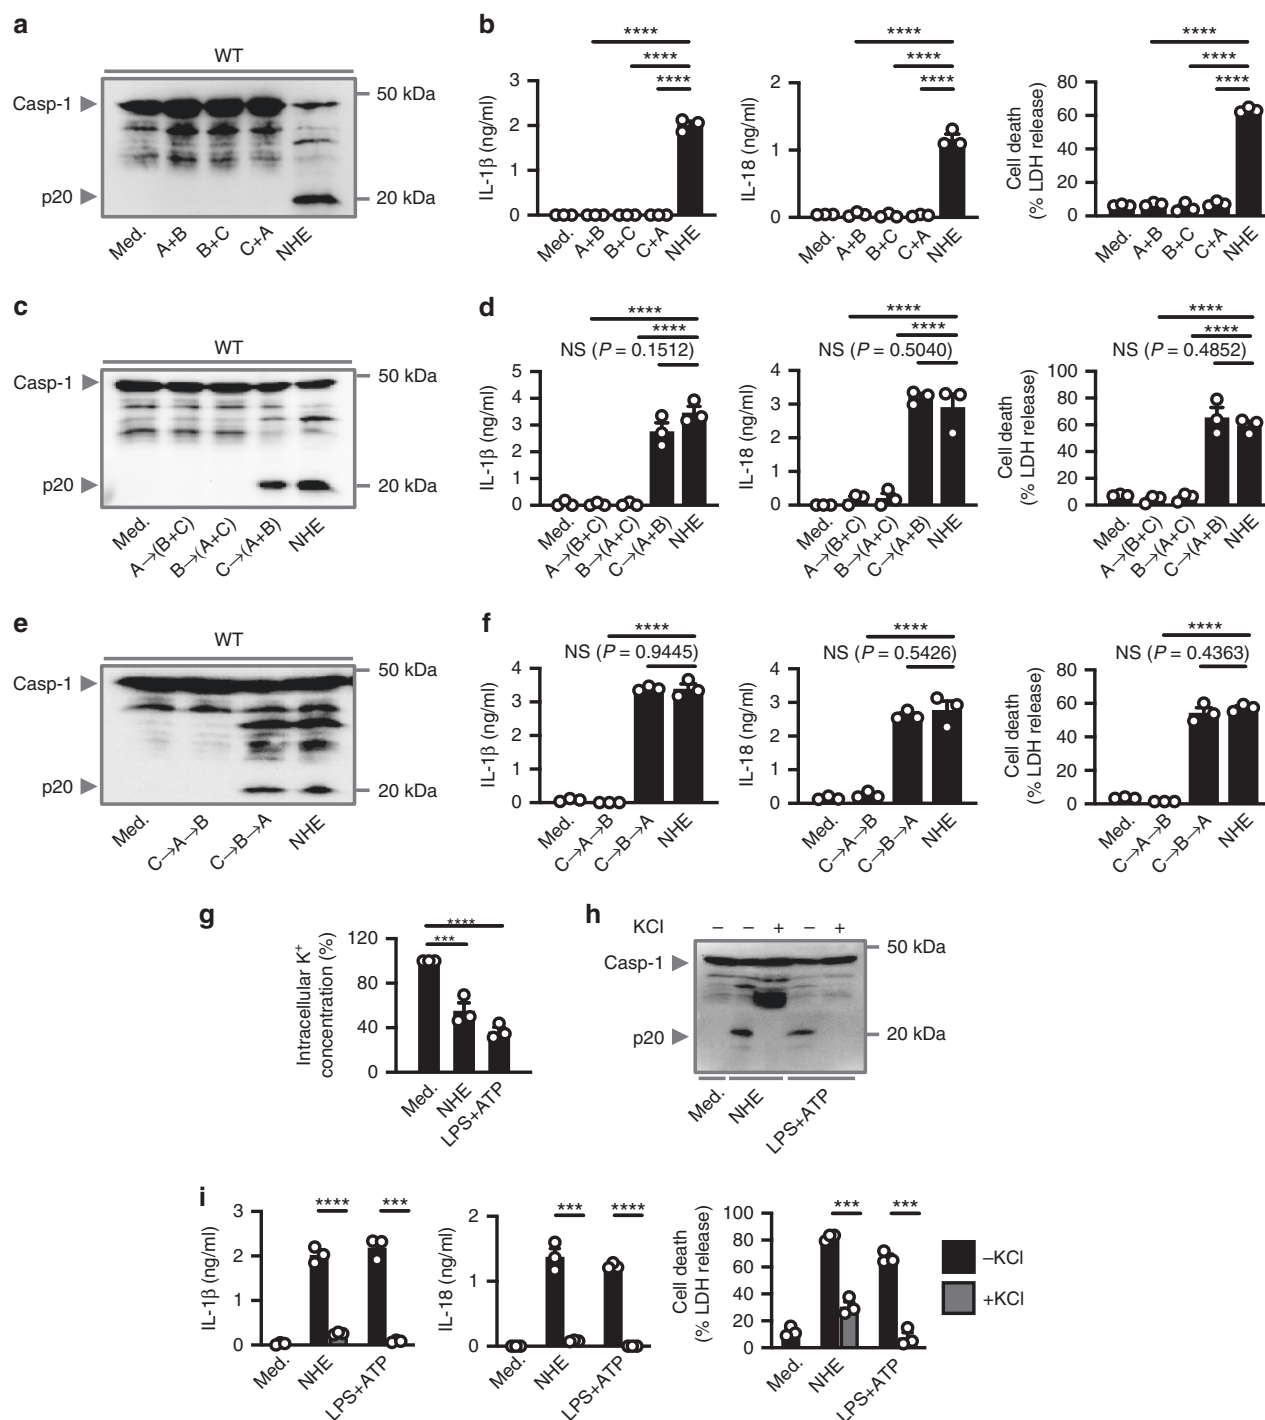 a
WT
Casp-1
50 kDa
p20
20 kDa
Med.
A+B
B+C
C+A
NHE
b
****
****
****
IL-1β (ng/ml)
3
2
1
0
Med.
A+B
B+C
C+A
NHE
****
****
****
IL-18 (ng/ml)
2
1
0
Med.
A+B
B+C
C+A
NHE
****
****
****
Cell death
(% LDH release)
80
60
40
20
0
Med.
A+B
B+C
C+A
NHE
c
WT
Casp-1
50 kDa
p20
20 kDa
Med.
A→(B+C)
B→(A+C)
C→(A+B)
NHE
d
****
****
NS (P = 0.1512)
IL-1β (ng/ml)
5
4
3
2
1
0
Med.
A→(B+C)
B→(A+C)
C→(A+B)
NHE
****
****
NS (P = 0.5040)
IL-18 (ng/ml)
4
3
2
1
0
Med.
A→(B+C)
B→(A+C)
C→(A+B)
NHE
****
****
NS (P = 0.4852)
Cell death
(% LDH release)
100
80
60
40
20
0
Med.
A→(B+C)
B→(A+C)
C→(A+B)
NHE
e
WT
Casp-1
50 kDa
p20
20 kDa
Med.
C→A→B
C→B→A
NHE
f
****
NS (P = 0.9445)
IL-1β (ng/ml)
4
3
2
1
0
Med.
C→A→B
C→B→A
NHE
****
NS (P = 0.5426)
IL-18 (ng/ml)
4
3
2
1
0
Med.
C→A→B
C→B→A
NHE
****
NS (P = 0.4363)
Cell death
(% LDH release)
80
60
40
20
0
Med.
C→A→B
C→B→A
NHE
g
****
***
Intracellular K⁺
concentration (%)
120
80
40
0
Med.
NHE
LPS+ATP
h
KCl – – + – +
Casp-1
50 kDa
p20
20 kDa
Med.
NHE
LPS+ATP
i
**** ***
IL-1β (ng/ml)
3
2
1
0
Med.
NHE
LPS+ATP
*** ****
IL-18 (ng/ml)
2
1
0
Med.
NHE
LPS+ATP
*** ***
Cell death
(% LDH release)
100
80
60
40
20
0
Med.
NHE
LPS+ATP
–KCl
+KCl